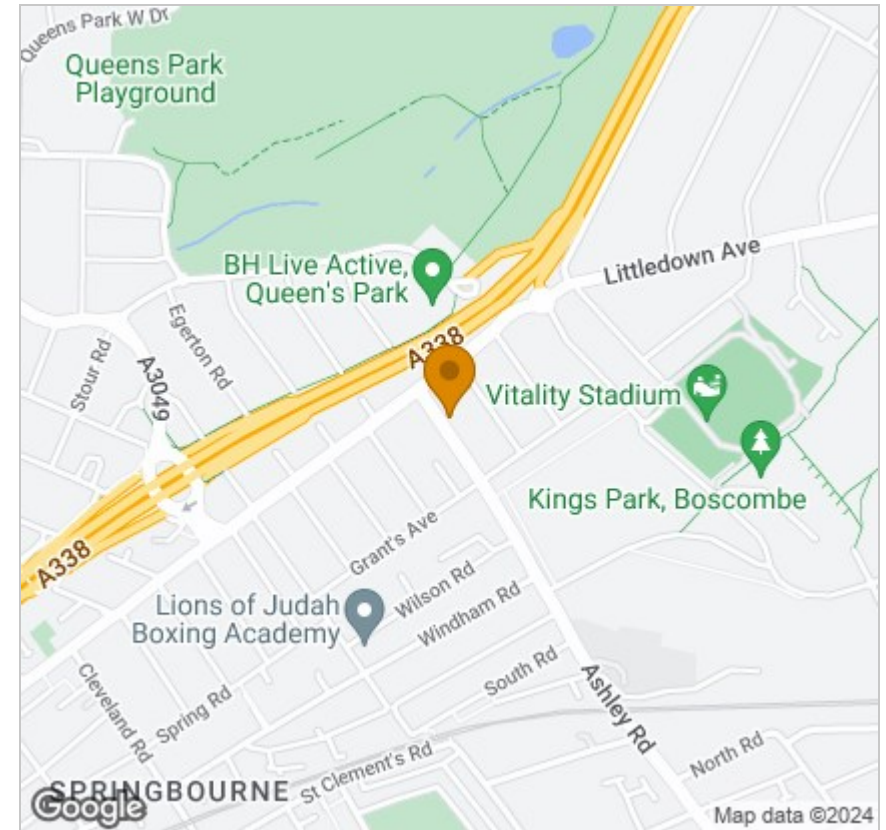 Queens Park W Dr
Queens Park
Playground
BH Live Active,
Queen's Park
Littledown Ave
A338
Stour Rd
Egerton Rd
A3049
Vitality Stadium
Kings Park, Boscombe
Grant's Ave
A338
Lions of Judah
Boxing Academy
Wilson Rd
Windham Rd
South Rd
Ashley Rd
Cleveland Rd
Spring Rd
St Clement's Rd
North Rd
SPRINGBOURNE
Google
Map data ©2024